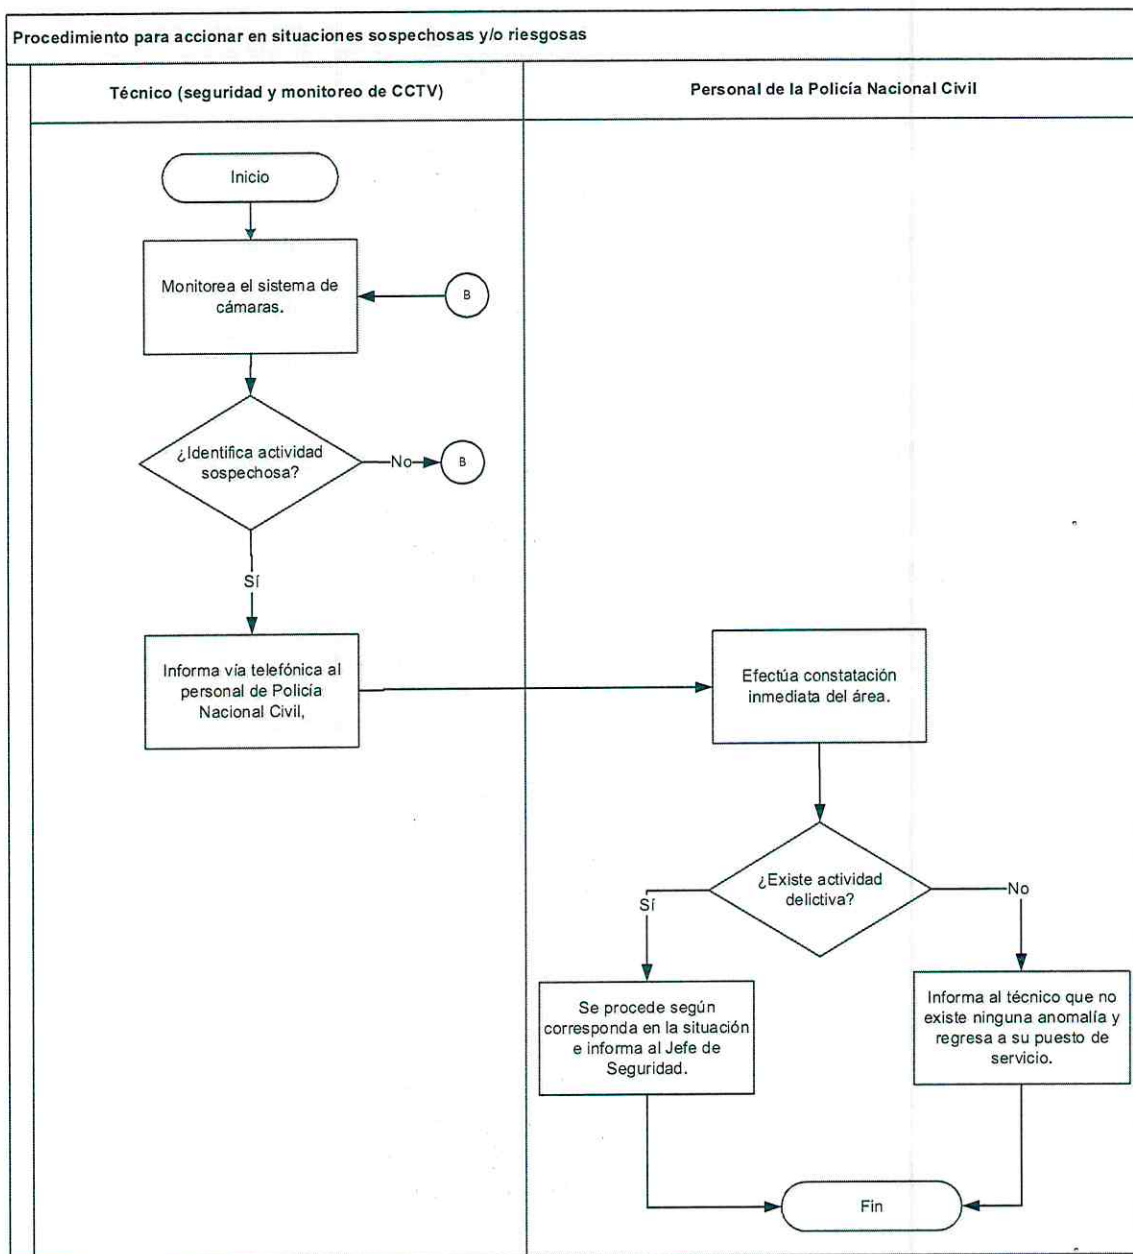 Procedimiento para accionar en situaciones sospechosas y/o riesgosas
Técnico (seguridad y monitoreo de CCTV)
Personal de la Policía Nacional Civil
Inicio
Monitorea el sistema de
cámaras.
B
¿Identifica actividad
sospechosa?
No
B
Sí
Informa vía telefónica al
personal de Policía
Nacional Civil,
Efectúa constatación
inmediata del área.
¿Existe actividad
delictiva?
Sí
No
Se procede según
corresponda en la situación
e informa al Jefe de
Seguridad.
Informa al técnico que no
existe ninguna anomalía y
regresa a su puesto de
servicio.
Fin